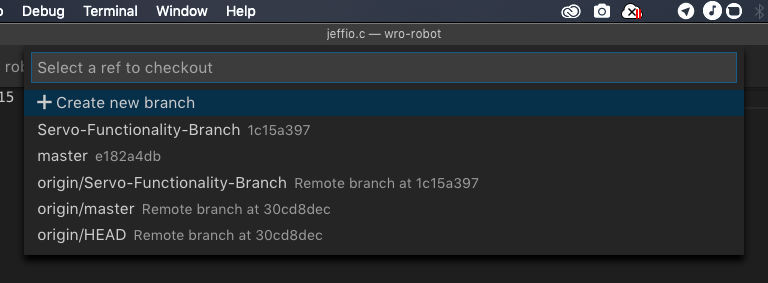 Debug Terminal Window Help
jeffio.c — wro-robot
Select a ref to checkout
15
Create new branch
Servo-Functionality-Branch 1c15a397
master e182a4db
origin/Servo-Functionality-Branch Remote branch at 1c15a397
origin/master Remote branch at 30cd8dec
origin/HEAD Remote branch at 30cd8dec